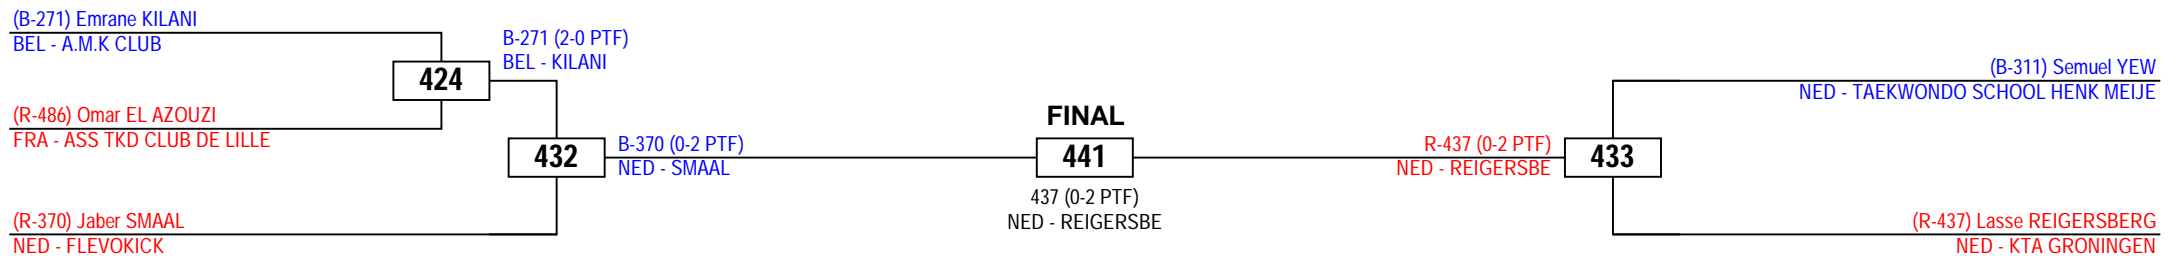 (B-271) Emrane KILANI
BEL - A.M.K CLUB
B-271 (2-0 PTF)
BEL - KILANI
424
(R-486) Omar EL AZOUZI
FRA - ASS TKD CLUB DE LILLE
432
B-370 (0-2 PTF)
NED - SMAAL
(R-370) Jaber SMAAL
NED - FLEVOKICK
FINAL
441
437 (0-2 PTF)
NED - REIGERSBE
R-437 (0-2 PTF)
NED - REIGERSBE
433
(B-311) Semuel YEW
NED - TAEKWONDO SCHOOL HENK MEIJE
(R-437) Lasse REIGERSBERG
NED - KTA GRONINGEN